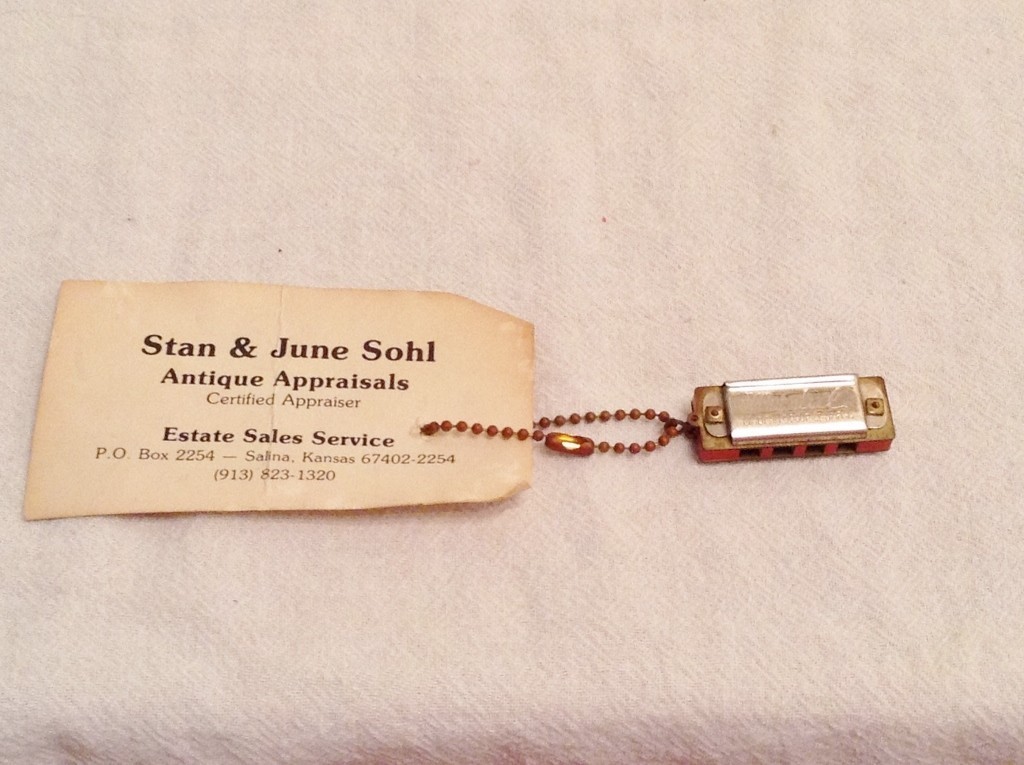 Stan & June Sohl
Antique Appraisals
Certified Appraiser
Estate Sales Service
P.O. Box 2254 — Salina, Kansas 67402-2254
(913) 823-1320